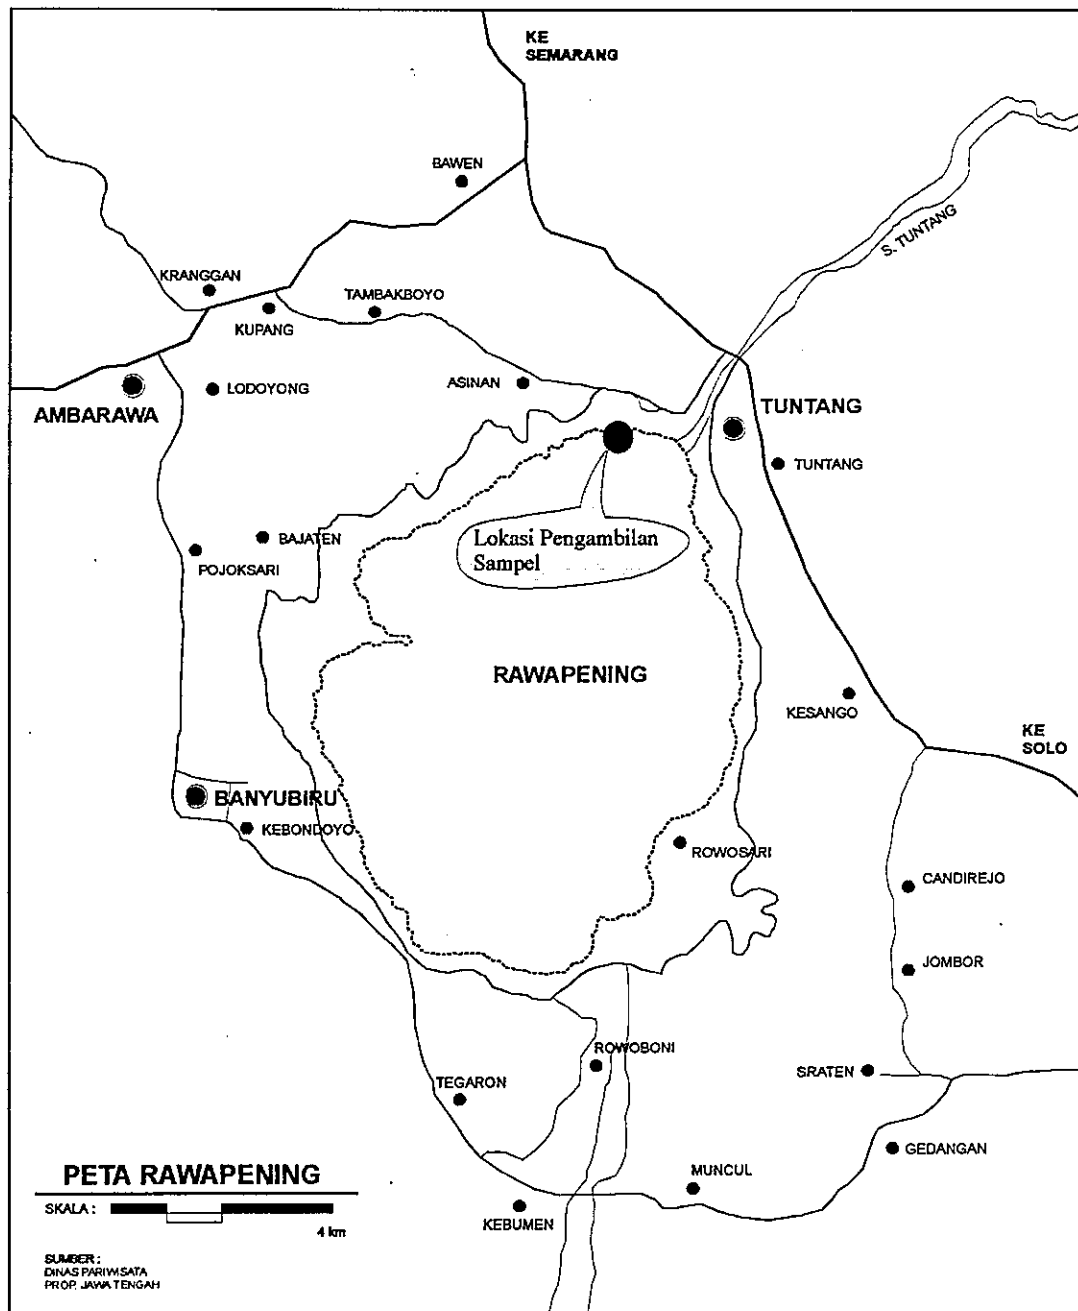 KE
SEMARANG
BAWEN
S. TUNTANG
KRANGGAN
TAMBAKBOYO
KUPANG
ASINAN
LODOYONG
AMBARAWA
TUNTANG
TUNTANG
Lokasi Pengambilan
Sampel
BAJATEN
POJOKSARI
RAWAPENING
KESANGO
KE
SOLO
BANYUBIRU
KEBONDOYO
ROWOSARI
CANDIREJO
JOMBOR
ROWOBONI
SRATEN
TEGARON
GEDANGAN
MUNCUL
KEBUMEN
PETA RAWAPENING
SKALA :
4 km
SUMBER :
DINAS PARIWISATA
PROP. JAWA TENGAH